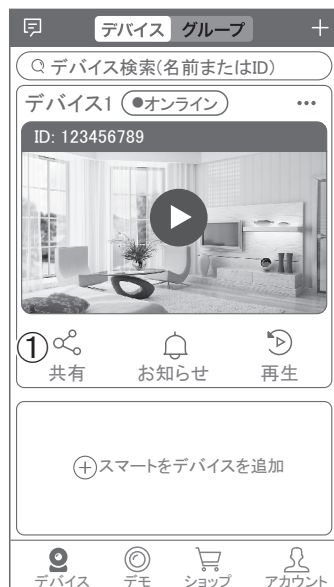 デバイス グループ
デバイス検索(名前またはID)
デバイス1 オンライン
ID: 123456789
①
共有 お知らせ 再生
スマートをデバイスを追加
デバイス デモ ショップ アカウント